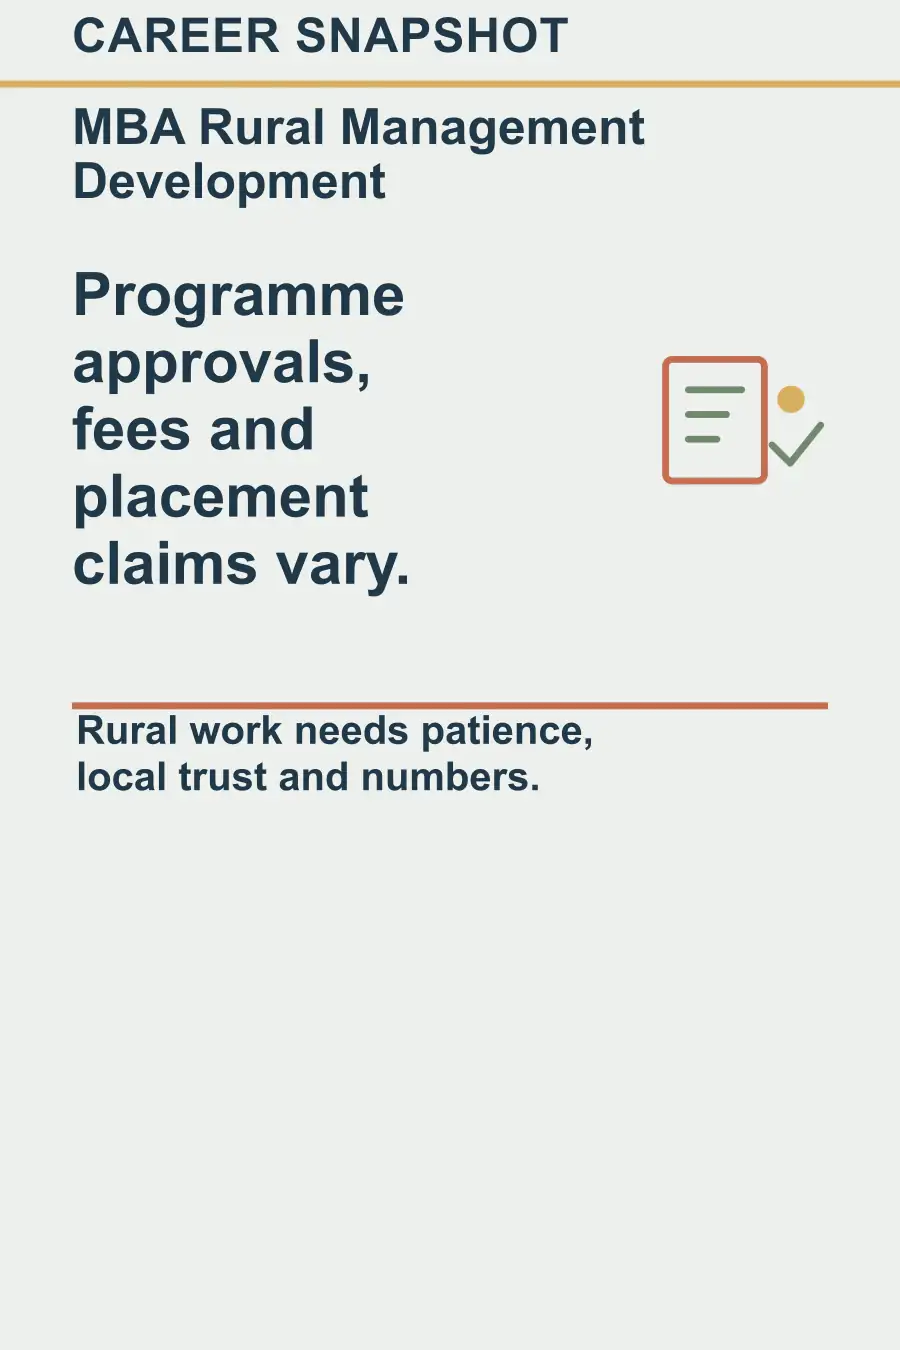 CAREER SNAPSHOT
MBA Rural Management
Development
Programme
approvals,
fees and
placement
claims vary.
Rural work needs patience,
local trust and numbers.